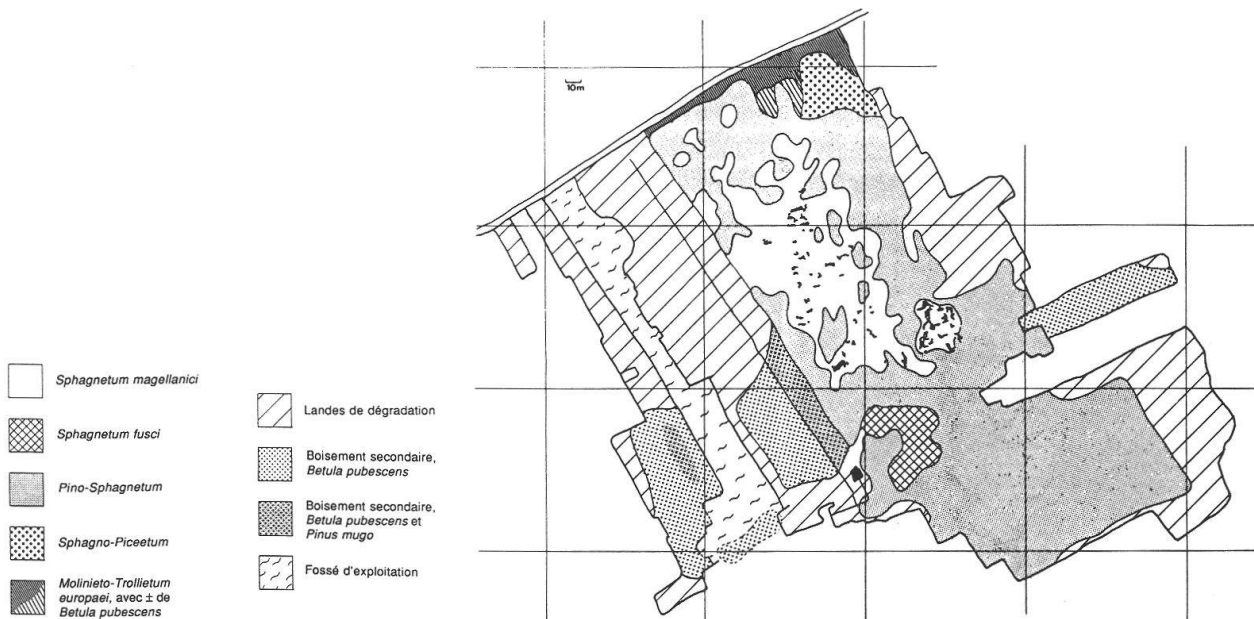 10m
Sphagnetum magellanici
Sphagnetum fusci
Pino-Sphagnetum
Sphagno-Piceetum
Molinieto-Trollietum
europaei, avec ± de
Betula pubescens
Landes de dégradation
Boisement secondaire,
Betula pubescens
Boisement secondaire,
Betula pubescens et
Pinus mugo
Fossé d'exploitation